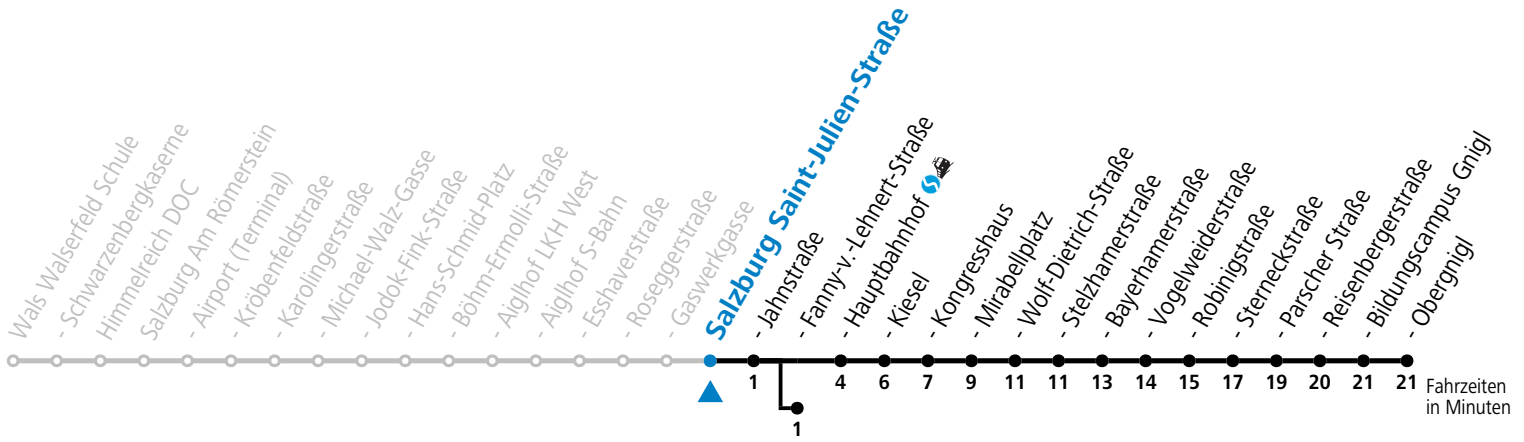 Wals Walserfeld Schule
- Schwarzenbergkaserne
Himmelreich DOC
Salzburg Am Römerstein
- Airport (Terminal)
- Kröbenfeldstraße
- Karolingerstraße
- Michael-Walz-Gasse
- Jodok-Fink-Straße
- Hans-Schmid-Platz
- Böhm-Ermolli-Straße
- Aiglhof LKH West
- Aiglhof S-Bahn
- Esshaverstraße
- Roseggerstraße
- Gaswerkgasse
Salzburg Saint-Julien-Straße
- Jahnstraße
- Fanny-v.-Lehnert-Straße
- Hauptbahnhof
- Kiesel
- Kongresshaus
- Mirabellplatz
- Wolf-Dietrich-Straße
- Stelzhamerstraße
- Bayerhamerstraße
- Vogelweiderstraße
- Robinigstraße
- Sterneckstraße
- Parscher Straße
- Reisenbergerstraße
- Bildungscampus Gnigl
- Obergnigl
1 4 6 7 9 11 11 13 14 15 17 19 20 21 21
Fahrzeiten
in Minuten
1